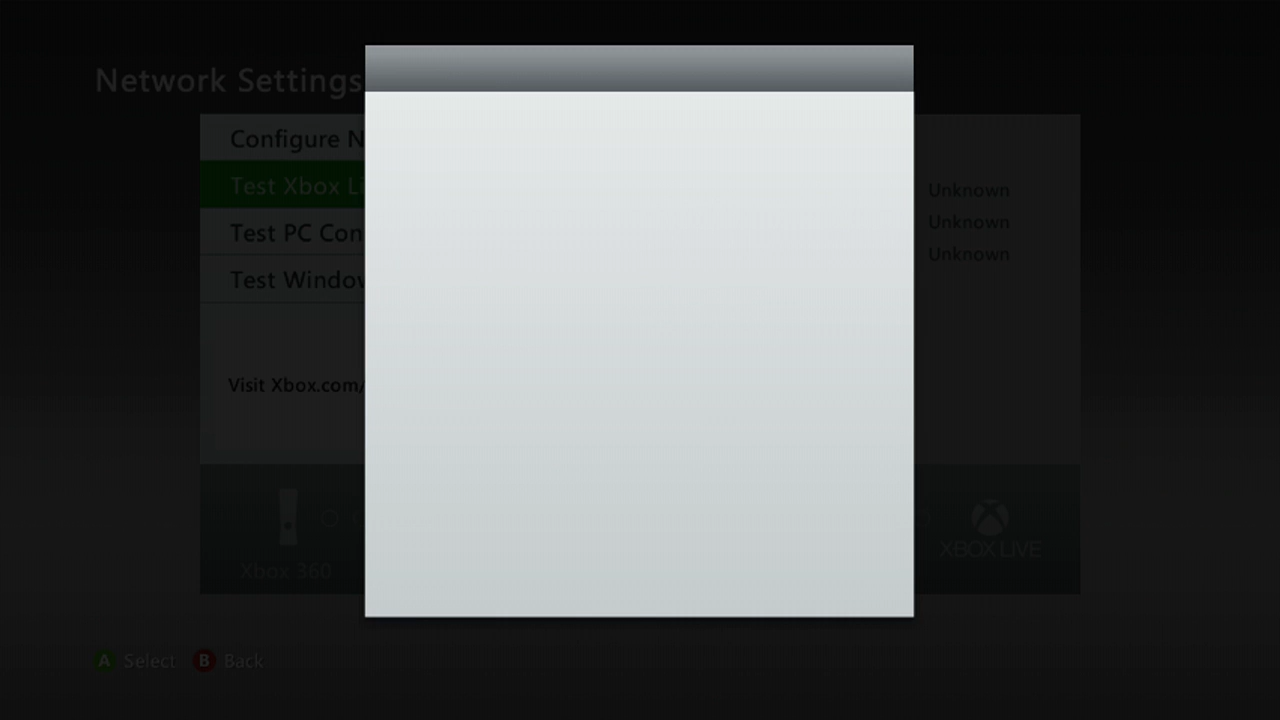 Network Settings
Configure N
Test Xbox Li
Test PC Con
Test Window
Unknown
Unknown
Unknown
Visit Xbox.com/
Xbox 360
XBOX LIVE
A Select B Back